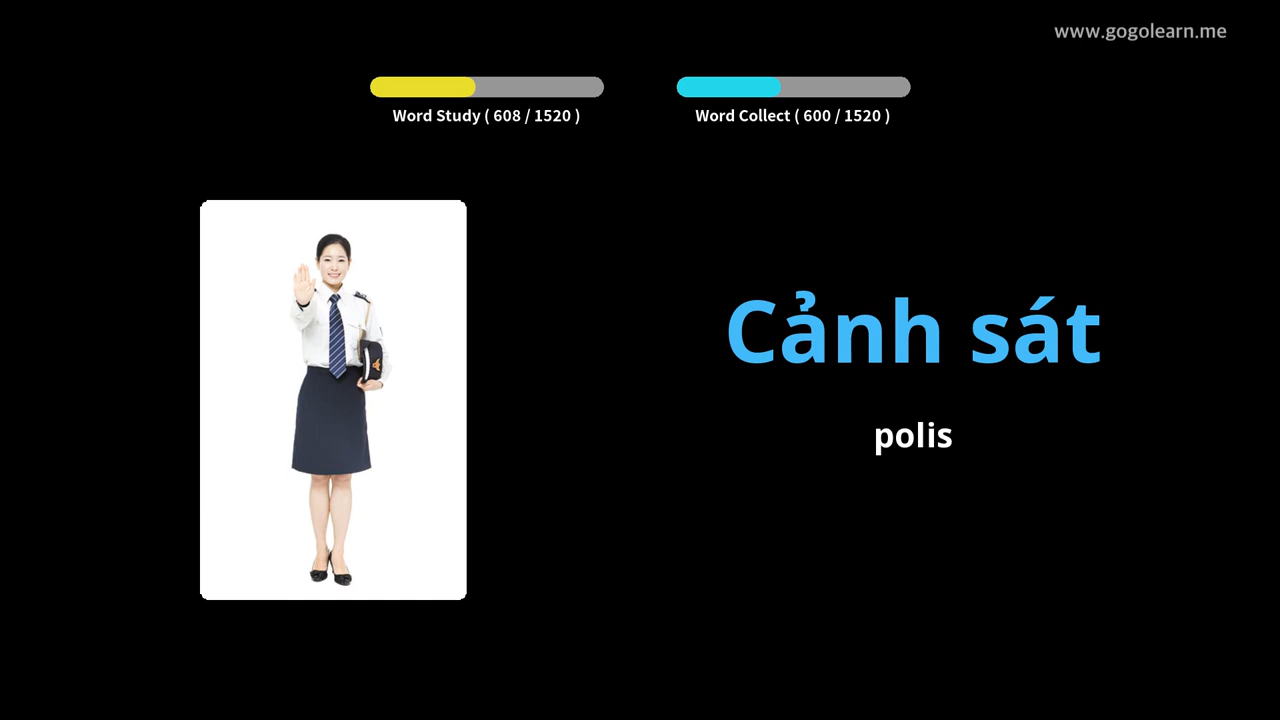 www.gogolearn.me
Word Study ( 608 / 1520 )
Word Collect ( 600 / 1520 )
Cảnh sát
polis